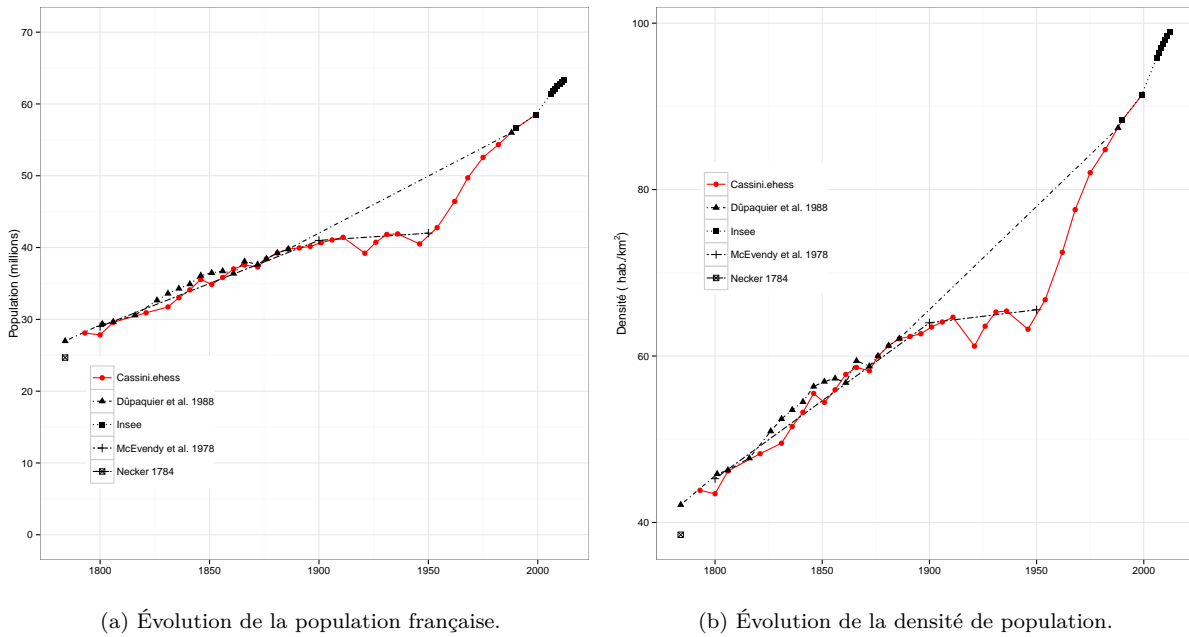 70
60
50
40
30
20
10
0
Population (millions)
Cassini.ehess
Dûpaquier et al. 1988
Insee
McEvendy et al. 1978
Necker 1784
1800 1850 1900 1950 2000
(a) Évolution de la population française.
100
80
60
40
Densité ( hab./km²)
Cassini.ehess
Dûpaquier et al. 1988
Insee
McEvendy et al. 1978
Necker 1784
1800 1850 1900 1950 2000
(b) Évolution de la densité de population.